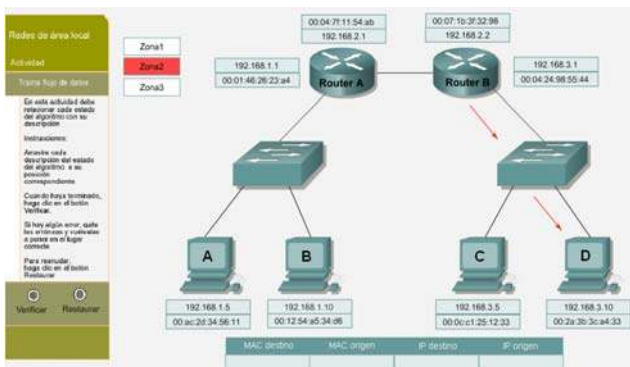 Redes de área local
Actividad
Trama flujo de datos
En esta actividad debe
relacionar cada estado
del algoritmo con su
descripción
Instrucciones:
Arrastre cada
descripción del estado
del algoritmo a su
posición
correspondiente.
Cuando haya terminado,
haga clic en el botón
Verificar.
Si hay algún error, quite
los erróneos y vuélvalos
a poner en el lugar
correcto.
Para reanudar,
haga clic en el botón
Restaurar
Verificar Restaurar
Zona1
Zona2
Zona3
00:04:7f:11:54:ab
192.168.2.1
00:07:1b:3f:32:98
192.168.2.2
192.168.1.1
00:01:46:26:23:a4
Router A
Router B
192.168.3.1
00:04:24:98:55:44
A
B
C
D
192.168.1.5
00:ac:2d:34:56:11
192.168.1.10
00:12:54:a5:34:d6
192.168.3.5
00:0c:c1:25:12:33
192.168.3.10
00:2a:3b:3c:a4:33
MAC destino MAC origen IP destino IP origen